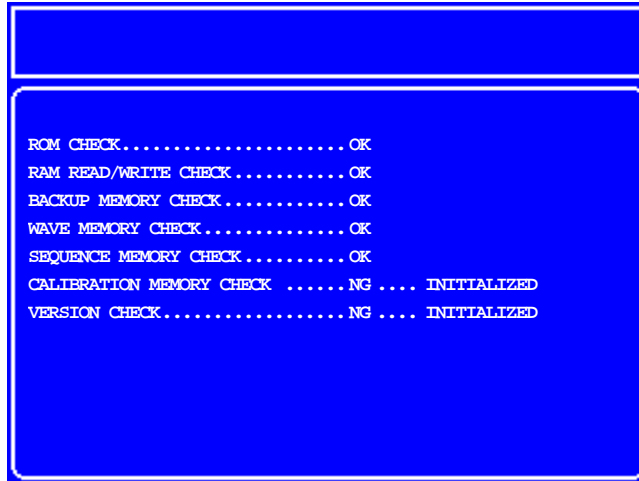 ROM CHECK......................OK
RAM READ/WRITE CHECK...........OK
BACKUP MEMORY CHECK............OK
WAVE MEMORY CHECK..............OK
SEQUENCE MEMORY CHECK..........OK
CALIBRATION MEMORY CHECK ......NG .... INITIALIZED
VERSION CHECK..................NG .... INITIALIZED